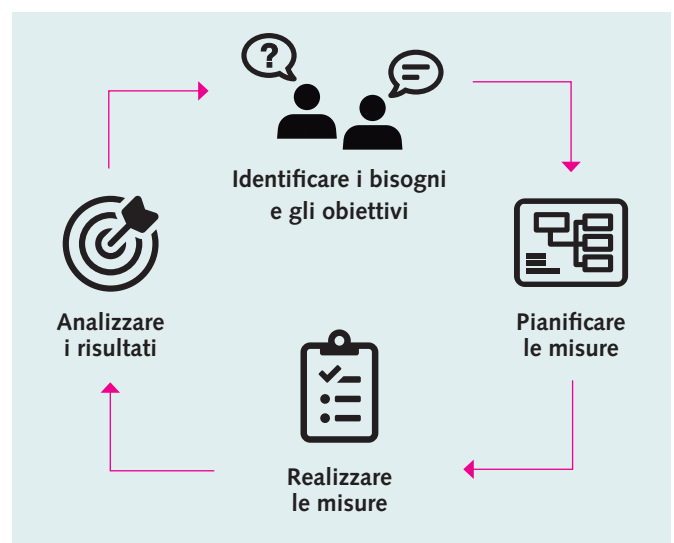 ?
Identificare i bisogni
e gli obiettivi
Pianificare
le misure
Realizzare
le misure
Analizzare
i risultati